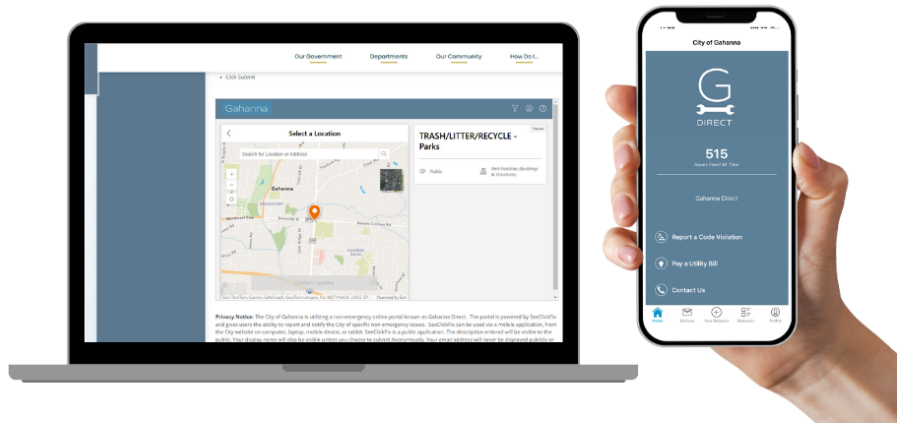 Our Government Departments Our Community How Do I...
Click Submit
Gahanna
Select a Location
Search for Location or Address
Gahanna
Confirm Location
Powered by Esri
TRASH/LITTER/RECYCLE -
Parks
Public
Park Facilities (Buildings
& Structures)
Privacy Notice: The City of Gahanna is utilizing a non-emergency online portal known as Gahanna Direct. The portal is powered by SeeClickFix
and gives users the ability to report and notify the City of specific non emergency issues. SeeClickFix can be used via a mobile application, from
the City website on computer, laptop, mobile device, or tablet. SeeClickFix is a public application. The description entered will be visible to the
public. Your display name will also be visible unless you choose to submit Anonymously. Your email address will never be displayed publicly or
City of Gahanna
G
DIRECT
515
Issues Fixed All Time
Gahanna Direct
Report a Code Violation
Pay a Utility Bill
Contact Us
Home Notices New Request Requests Profile